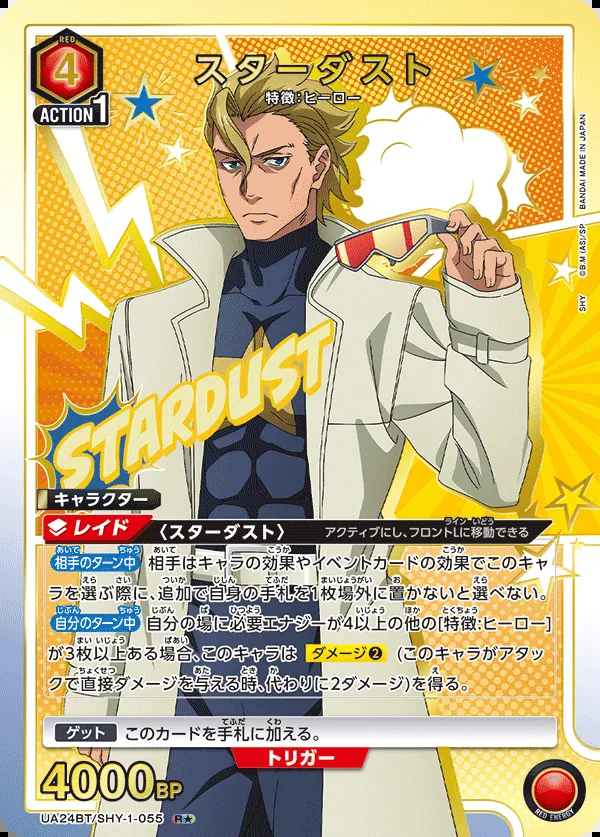 RED
4
ACTION1
スターダスト
特徴:ヒーロー
SHY ©B.M (AS)/SP BANDAI MADE IN JAPAN
STARDUST
キャラクター
レイド 〈スターダスト〉 アクティブにし、フロントLに移動できる
相手のターン中 相手はキャラの効果やイベントカードの効果でこのキャ
ラを選ぶ際に、追加で自身の手札を1枚場外に置かないと選べない。
自分のターン中 自分の場に必要エナジーが4以上の他の[特徴:ヒーロー]
が3枚以上ある場合、このキャラは ダメージ❷ (このキャラがアタッ
クで直接ダメージを与える時、代わりに2ダメージ)を得る。
ゲット このカードを手札に加える。
トリガー
4000BP
UA24BT/SHY-1-055 R★
RED ENERGY